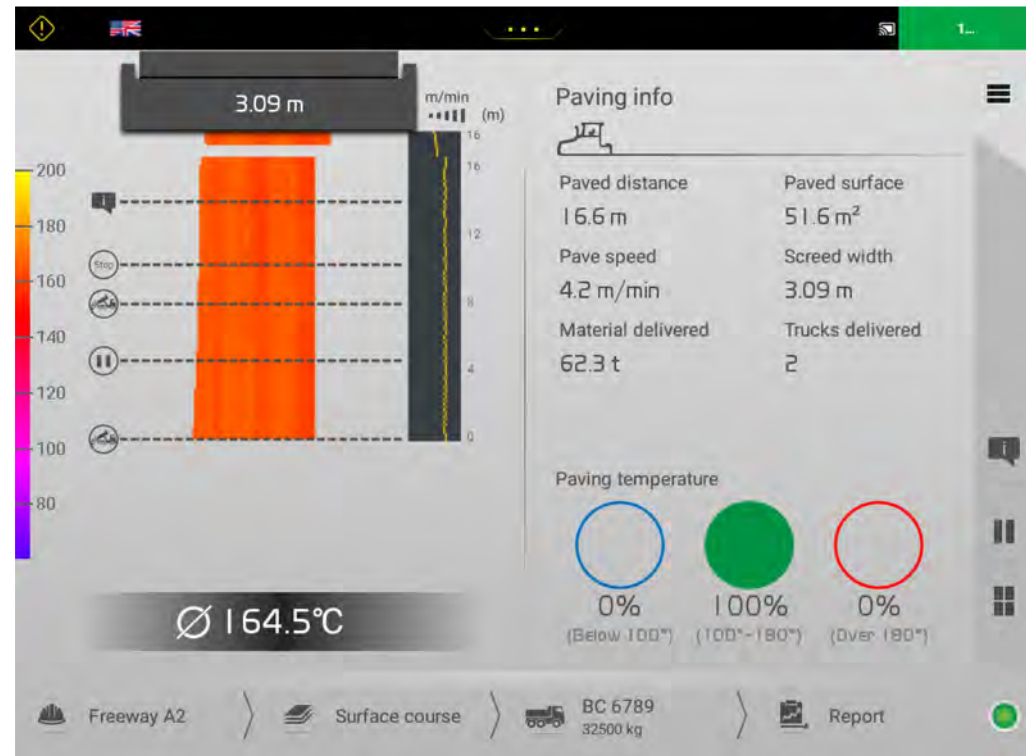 1...
3.09 m
m/min
(m)
16
16
12
8
4
0
200
180
160
140
120
100
80
Stop
Ø 164.5°C
Paving info
Paved distance
Paved surface
16.6 m
51.6 m²
Pave speed
Screed width
4.2 m/min
3.09 m
Material delivered
Trucks delivered
62.3 t
2
Paving temperature
0%
100%
0%
(Below 100°)
(100°-180°)
(Over 180°)
Freeway A2
Surface course
BC 6789
32500 kg
Report